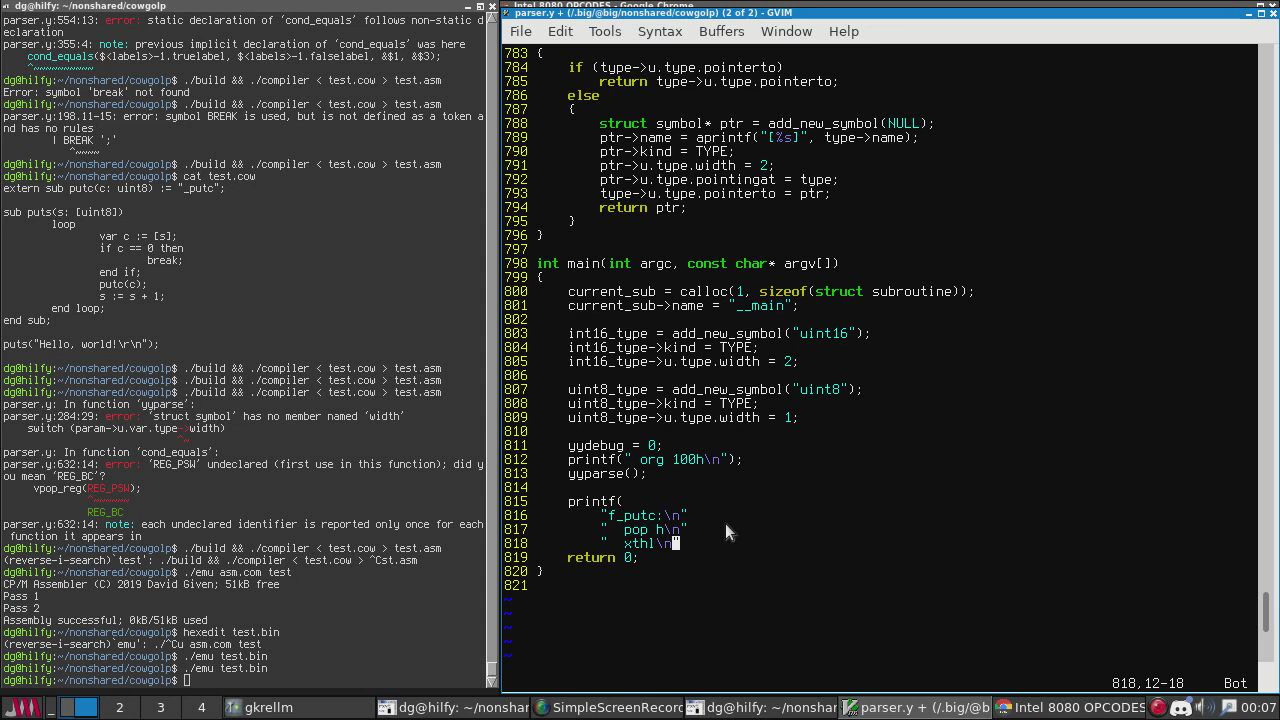 dg@hilfy: ~/nonshared/cowgolp
:554:13: error: static dec
ection
parser.y:355:4: note: previous implicit declaration of ‘cond_equals’ was here
cond_equals($<labels>-1.truelabel, $<labels>-1.falselabel, &$1, &$3);
^~~~~~~~~~~
dg@hilfy:~/nonshared/cowgolp$ ./build && ./compiler < test.cow > test.asm
Error: symbol 'break' not found
dg@hilfy:~/nonshared/cowgolp$ ./build && ./compiler < test.cow > test.asm
parser.y:198.11-15: error: symbol BREAK is used, but is not defined as a token a
nd has no rules
| BREAK ';'
^~~~~
dg@hilfy:~/nonshared/cowgolp$ ./build && ./compiler < test.cow > test.asm
dg@hilfy:~/nonshared/cowgolp$ cat test.cow
extern sub putc(c: uint8) := "_putc";
sub puts(s: [uint8])
loop
var c := [s];
if c == 0 then
break;
end if;
putc(c);
s := s + 1;
end loop;
end sub;
puts("Hello, world!\r\n");
dg@hilfy:~/nonshared/cowgolp$ ./build && ./compiler < test.cow > test.asm
dg@hilfy:~/nonshared/cowgolp$ ./build && ./compiler < test.cow > test.asm
dg@hilfy:~/nonshared/cowgolp$ ./build && ./compiler < test.cow > test.asm
parser.y: In function ‘yyparse’:
parser.y:284:29: error: ‘struct symbol’ has no member named ‘width’
switch (param->u.var.type->width)
^~
parser.y: In function ‘cond_equals’:
parser.y:632:14: error: ‘REG_PSW’ undeclared (first use in this function); did y
ou mean ‘REG_BC’?
vpop_reg(REG_PSW);
^~~~~~~
REG_BC
parser.y:632:14: note: each undeclared identifier is reported only once for each
function it appears in
dg@hilfy:~/nonshared/cowgolp$ ./build && ./compiler < test.cow > test.asm
(reverse-i-search)`test': ./build && ./compiler < test.cow > ^Cst.asm
dg@hilfy:~/nonshared/cowgolp$ ./emu asm.com test
CP/M Assembler (C) 2019 David Given; 51kB free
Pass 1
Pass 2
Assembly successful; 0kB/51kB used
dg@hilfy:~/nonshared/cowgolp$ hexedit test.bin
(reverse-i-search)`emu': ./^Cu asm.com test
dg@hilfy:~/nonshared/cowgolp$ ./emu test.bin
dg@hilfy:~/nonshared/cowgolp$ ./emu test.bin
dg@hilfy:~/nonshared/cowgolp$
Intel 8080 OPCODES - Google Chrome
parser.y + (/.big/@big/nonshared/cowgolp) (2 of 2) - GVIM
File Edit Tools Syntax Buffers Window Help
783 {
784 if (type->u.type.pointerto)
785 return type->u.type.pointerto;
786 else
787 {
788 struct symbol* ptr = add_new_symbol(NULL);
789 ptr->name = aprintf("[%s]", type->name);
790 ptr->kind = TYPE;
791 ptr->u.type.width = 2;
792 ptr->u.type.pointingat = type;
793 type->u.type.pointerto = ptr;
794 return ptr;
795 }
796 }
797
798 int main(int argc, const char* argv[])
799 {
800 current_sub = calloc(1, sizeof(struct subroutine));
801 current_sub->name = "__main";
802
803 int16_type = add_new_symbol("uint16");
804 int16_type->kind = TYPE;
805 int16_type->u.type.width = 2;
806
807 uint8_type = add_new_symbol("uint8");
808 uint8_type->kind = TYPE;
809 uint8_type->u.type.width = 1;
810
811 yydebug = 0;
812 printf(" org 100h\n");
813 yyparse();
814
815 printf(
816 "f_putc:\n"
817 " pop h\n"
818 " xthl\n"
819 return 0;
820 }
821
~
~
~
~
~
818,12-18 Bot
2 3 4 gkrellm dg@hilfy: ~/nonshar SimpleScreenRecor dg@hilfy: ~/nonshar parser.y + (/.big/@b Intel 8080 OPCODES 00:07